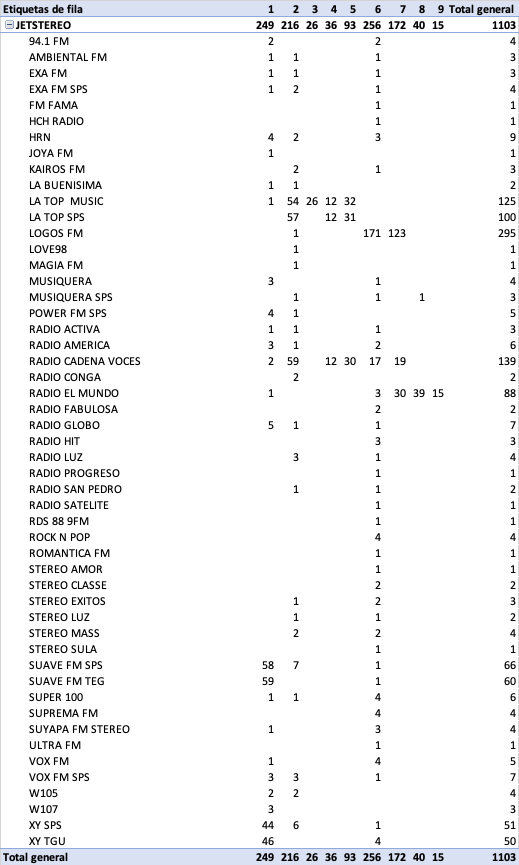 Etiquetas de fila 1 2 3 4 5 6 7 8 9 Total general
JETSTEREO 249 216 26 36 93 256 172 40 15 1103
94.1 FM 2 2 4
AMBIENTAL FM 1 1 1 3
EXA FM 1 1 1 3
EXA FM SPS 1 2 1 4
FM FAMA 1 1
HCH RADIO 1 1
HRN 4 2 3 9
JOYA FM 1 1
KAIROS FM 2 1 3
LA BUENISIMA 1 1 2
LA TOP MUSIC 1 54 26 12 32 125
LA TOP SPS 57 12 31 100
LOGOS FM 1 171 123 295
LOVE98 1 1
MAGIA FM 1 1
MUSIQUERA 3 1 4
MUSIQUERA SPS 1 1 1 3
POWER FM SPS 4 1 5
RADIO ACTIVA 1 1 1 3
RADIO AMERICA 3 1 2 6
RADIO CADENA VOCES 2 59 12 30 17 19 139
RADIO CONGA 2 2
RADIO EL MUNDO 1 3 30 39 15 88
RADIO FABULOSA 2 2
RADIO GLOBO 5 1 1 7
RADIO HIT 3 3
RADIO LUZ 3 1 4
RADIO PROGRESO 1 1
RADIO SAN PEDRO 1 1 2
RADIO SATELITE 1 1
RDS 88 9FM 1 1
ROCK N POP 4 4
ROMANTICA FM 1 1
STEREO AMOR 1 1
STEREO CLASSE 2 2
STEREO EXITOS 1 2 3
STEREO LUZ 1 1 2
STEREO MASS 2 2 4
STEREO SULA 1 1
SUAVE FM SPS 58 7 1 66
SUAVE FM TEG 59 1 60
SUPER 100 1 1 4 6
SUPREMA FM 4 4
SUYAPA FM STEREO 1 3 4
ULTRA FM 1 1
VOX FM 1 4 5
VOX FM SPS 3 3 1 7
W105 2 2 4
W107 3 3
XY SPS 44 6 1 51
XY TGU 46 4 50
Total general 249 216 26 36 93 256 172 40 15 1103